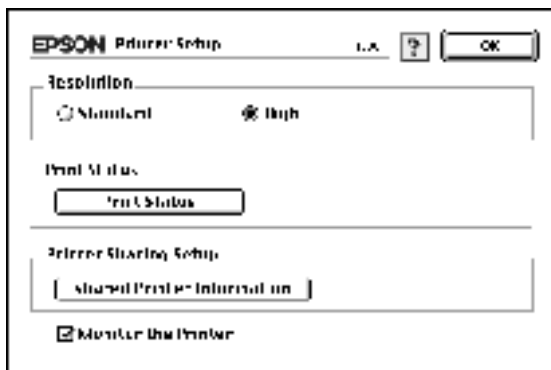 EPSON Printer Setup ? OK
Resolution
Standard High
Print Status
Print Status
Printer Sharing Setup
Shared Printer Information
Monitor the Printer